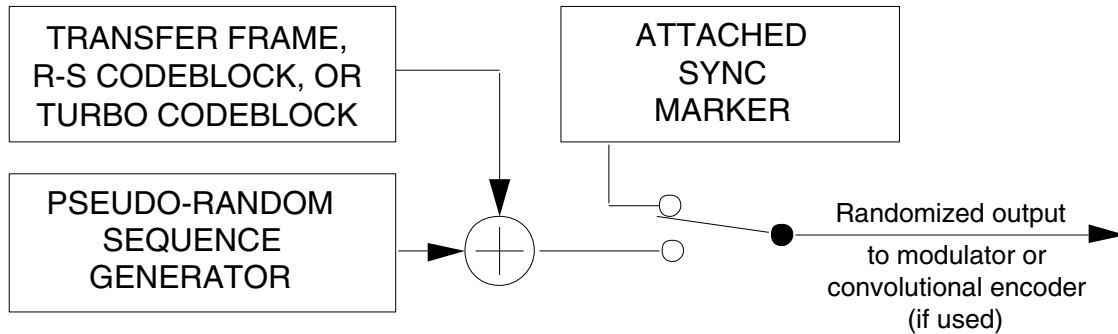 TRANSFER FRAME,
R-S CODEBLOCK, OR
TURBO CODEBLOCK
ATTACHED
SYNC
MARKER
PSEUDO-RANDOM
SEQUENCE
GENERATOR
Randomized output
to modulator or
convolutional encoder
(if used)